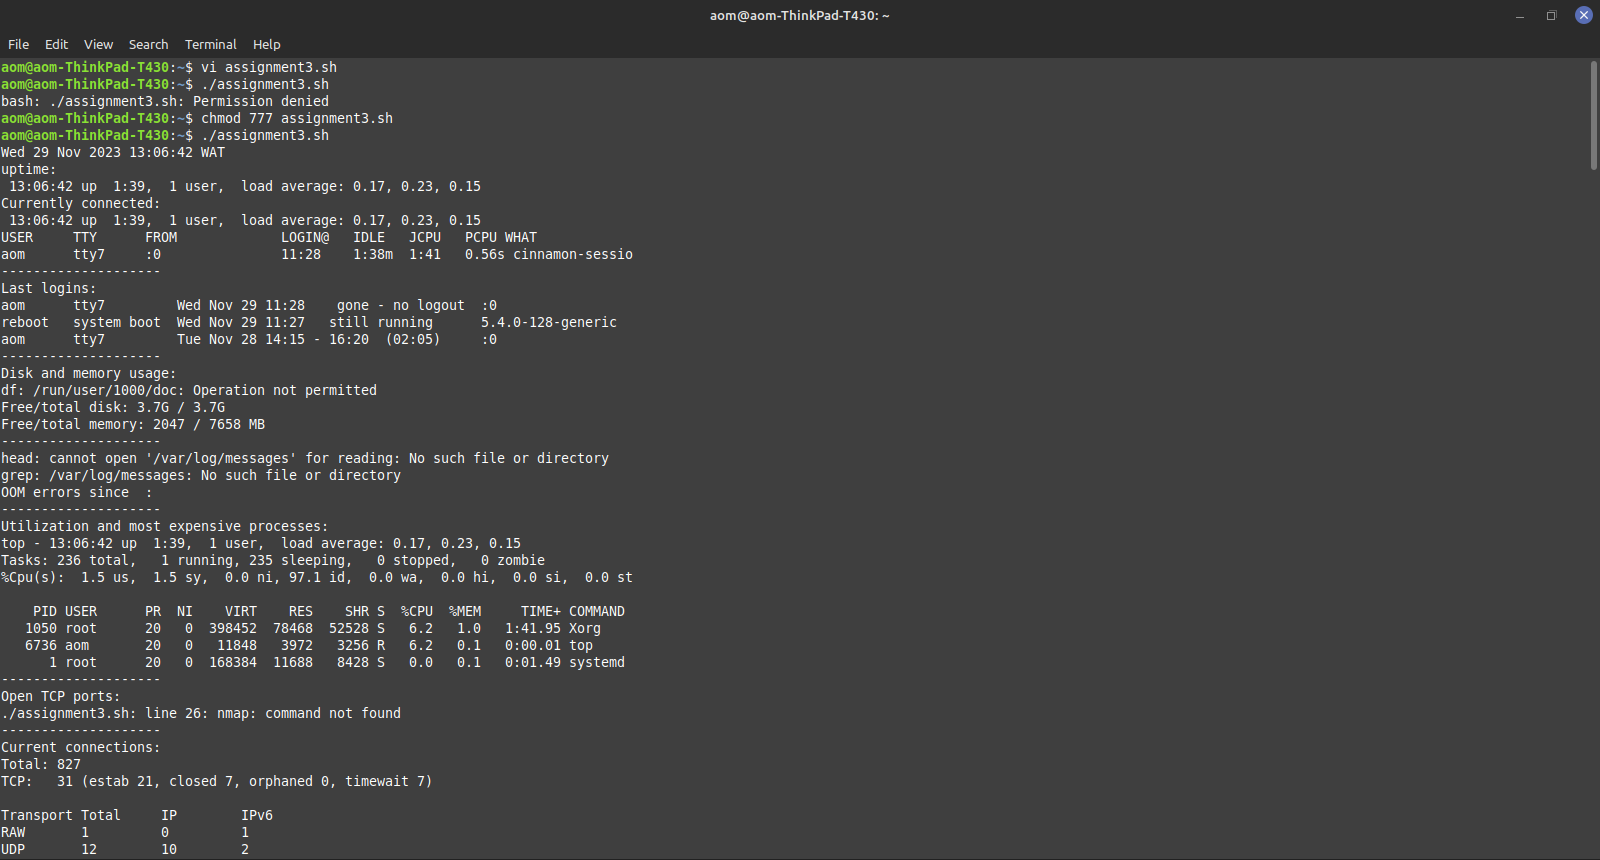 aom@aom-ThinkPad-T430: ~
File Edit View Search Terminal Help
aom@aom-ThinkPad-T430:~$ vi assignment3.sh
aom@aom-ThinkPad-T430:~$ ./assignment3.sh
bash: ./assignment3.sh: Permission denied
aom@aom-ThinkPad-T430:~$ chmod 777 assignment3.sh
aom@aom-ThinkPad-T430:~$ ./assignment3.sh
Wed 29 Nov 2023 13:06:42 WAT
uptime:
 13:06:42 up  1:39,  1 user,  load average: 0.17, 0.23, 0.15
Currently connected:
 13:06:42 up  1:39,  1 user,  load average: 0.17, 0.23, 0.15
USER     TTY      FROM             LOGIN@   IDLE   JCPU   PCPU WHAT
aom      tty7     :0               11:28    1:38m  1:41   0.56s cinnamon-sessio
--------------------
Last logins:
aom      tty7         Wed Nov 29 11:28    gone - no logout  :0
reboot   system boot  Wed Nov 29 11:27   still running      5.4.0-128-generic
aom      tty7         Tue Nov 28 14:15 - 16:20  (02:05)     :0
--------------------
Disk and memory usage:
df: /run/user/1000/doc: Operation not permitted
Free/total disk: 3.7G / 3.7G
Free/total memory: 2047 / 7658 MB
--------------------
head: cannot open '/var/log/messages' for reading: No such file or directory
grep: /var/log/messages: No such file or directory
OOM errors since  :
--------------------
Utilization and most expensive processes:
top - 13:06:42 up  1:39,  1 user,  load average: 0.17, 0.23, 0.15
Tasks: 236 total,   1 running, 235 sleeping,   0 stopped,   0 zombie
%Cpu(s):  1.5 us,  1.5 sy,  0.0 ni, 97.1 id,  0.0 wa,  0.0 hi,  0.0 si,  0.0 st
    PID USER      PR  NI    VIRT    RES    SHR S  %CPU  %MEM     TIME+ COMMAND
   1050 root      20   0  398452  78468  52528 S   6.2   1.0   1:41.95 Xorg
   6736 aom       20   0   11848   3972   3256 R   6.2   0.1   0:00.01 top
      1 root      20   0  168384  11688   8428 S   0.0   0.1   0:01.49 systemd
--------------------
Open TCP ports:
./assignment3.sh: line 26: nmap: command not found
--------------------
Current connections:
Total: 827
TCP:   31 (estab 21, closed 7, orphaned 0, timewait 7)
Transport Total     IP        IPv6
RAW       1         0         1
UDP       12        10        2